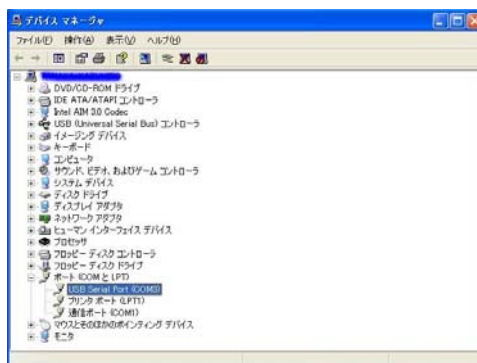 デバイス マネージャ
ファイル(F) 操作(A) 表示(V) ヘルプ(H)
DVD/CD-ROM ドライブ
IDE ATA/ATAPI コントローラ
Intel AIM 3.0 Codec
USB (Universal Serial Bus) コントローラ
イメージング デバイス
キーボード
コンピュータ
サウンド、ビデオ、およびゲーム コントローラ
システム デバイス
ディスク ドライブ
ディスプレイ アダプタ
ネットワーク アダプタ
ヒューマン インターフェイス デバイス
プロセッサ
フロッピー ディスク コントローラ
フロッピー ディスク ドライブ
ポート (COM と LPT)
USB Serial Port (COM3)
プリンタ ポート (LPT1)
通信ポート (COM1)
マウスとそのほかのポインティング デバイス
モニタ